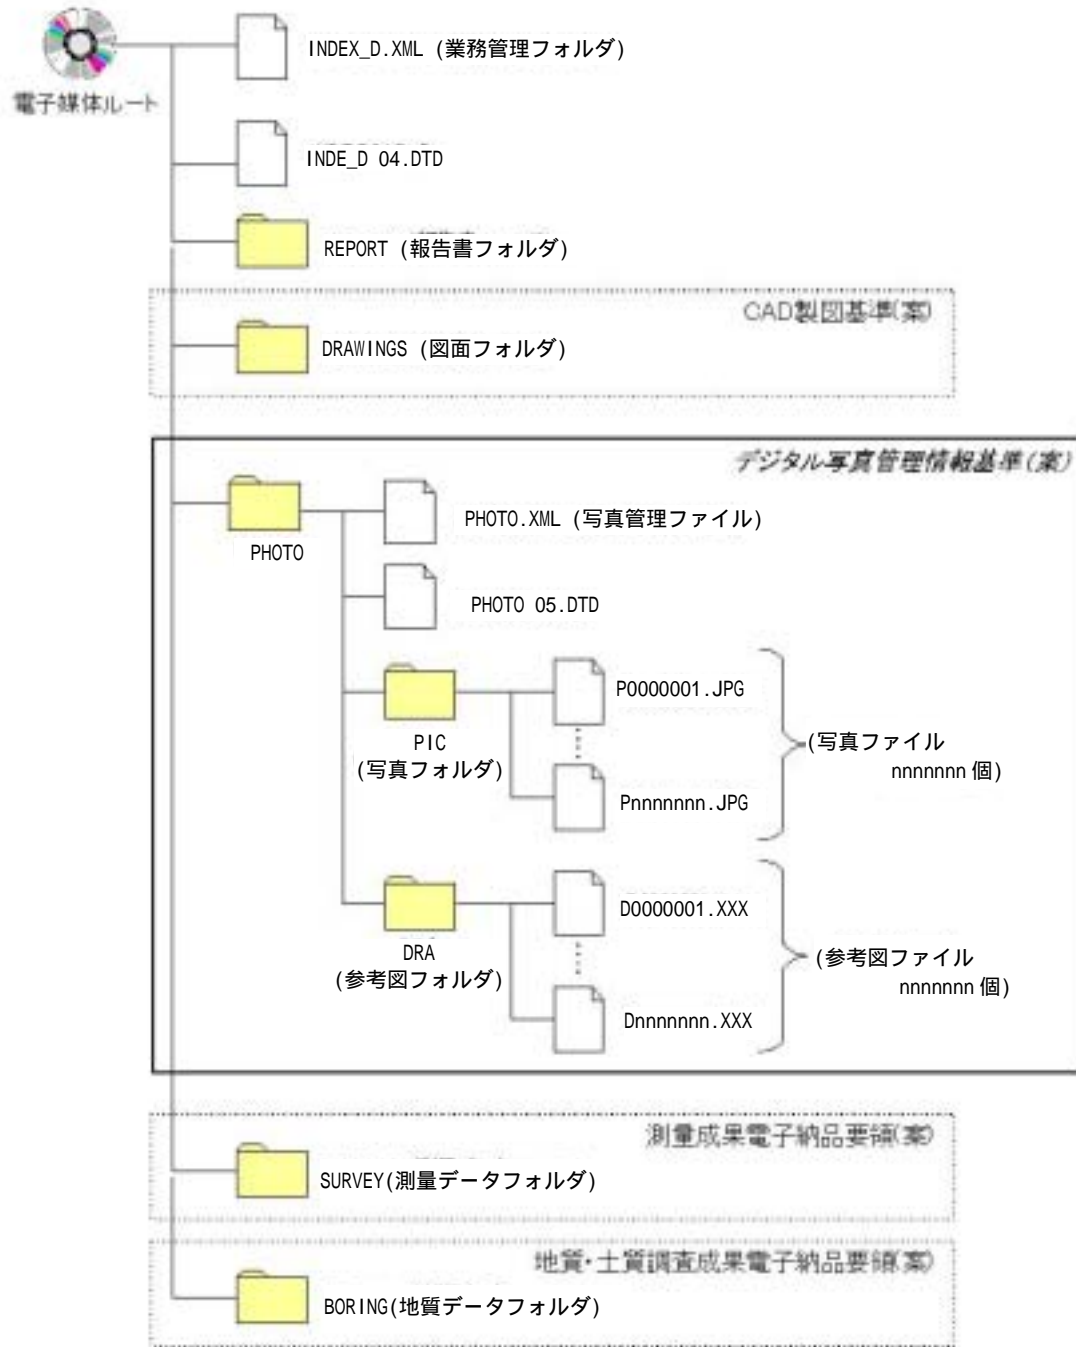 電子媒体ルート
INDEX_D.XML (業務管理フォルダ)
INDE_D 04.DTD
REPORT (報告書フォルダ)
CAD製図基準(案)
DRAWINGS (図面フォルダ)
デジタル写真管理情報基準(案)
PHOTO
PHOTO.XML (写真管理ファイル)
PHOTO 05.DTD
PIC
(写真フォルダ)
P0000001.JPG
Pnnnnnnn.JPG
(写真ファイル
nnnnnnn 個)
DRA
(参考図フォルダ)
D0000001.XXX
Dnnnnnnn.XXX
(参考図ファイル
nnnnnnn 個)
測量成果電子納品要領(案)
SURVEY(測量データフォルダ)
地質・土質調査成果電子納品要領(案)
BORING(地質データフォルダ)